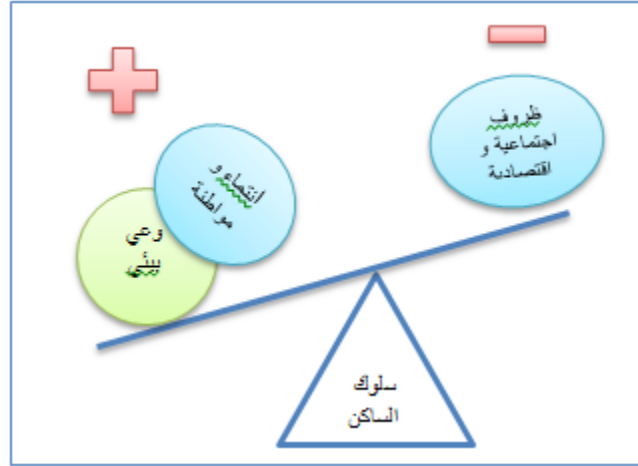 ظروف
اجتماعية و
اقتصادية
انتماء و
مواطنة
وعي
بيئي
سلوك
الساكن